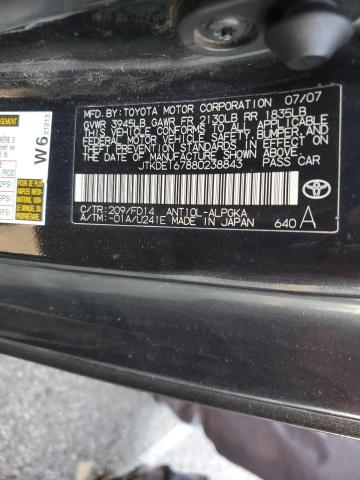 MFD. BY: TOYOTA MOTOR CORPORATION 07/07
GVWR 3945LB GAWR FR 2130LB RR 1835LB
THIS VEHICLE CONFORMS TO ALL APPLICABLE
FEDERAL MOTOR VEHICLE SAFETY, BUMPER, AND
THEFT PREVENTION STANDARDS IN EFFECT ON
THE DATE OF MANUFACTURE SHOWN ABOVE.
PASS. CAR
JTKDE167880238843
C/TR: 209/FD14 ANT10L-ALPGKA
A/TM: -01A/U241E MADE IN JAPAN
640 A
W6
21213